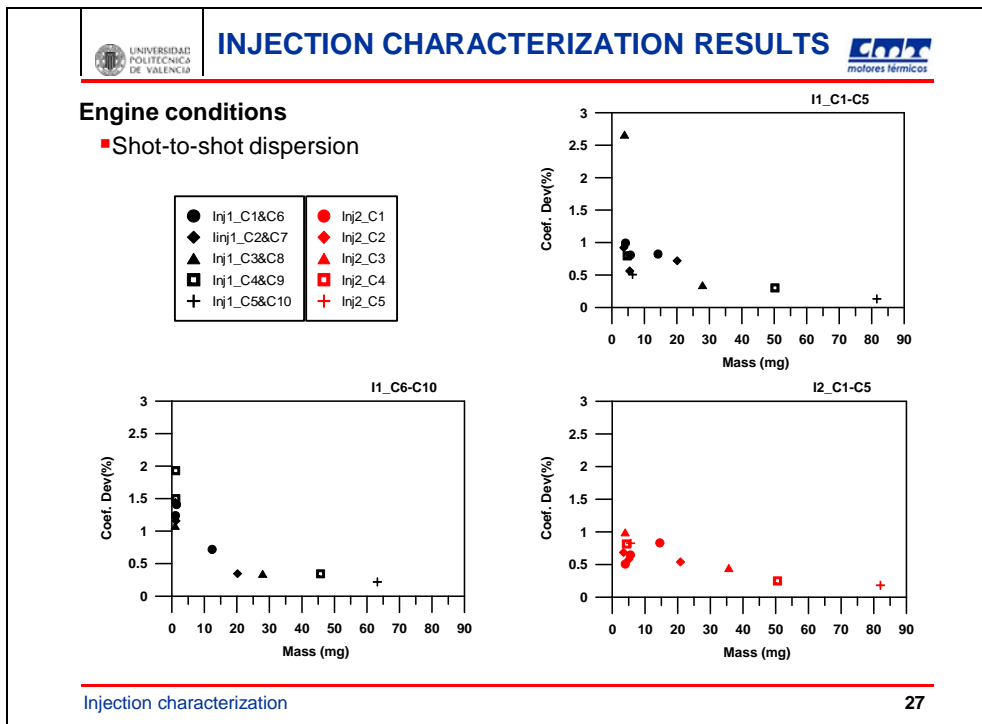 UNIVERSIDAD
POLITECNICA
DE VALENCIA
INJECTION CHARACTERIZATION RESULTS
CMT
motores térmicos
Engine conditions
Shot-to-shot dispersion
Inj1_C1&C6
Iinj1_C2&C7
Inj1_C3&C8
Inj1_C4&C9
Inj1_C5&C10
Inj2_C1
Inj2_C2
Inj2_C3
Inj2_C4
Inj2_C5
I1_C1-C5
3
2.5
2
1.5
1
0.5
0
Coef. Dev(%)
0 10 20 30 40 50 60 70 80 90
Mass (mg)
I1_C6-C10
3
2.5
2
1.5
1
0.5
0
Coef. Dev(%)
0 10 20 30 40 50 60 70 80 90
Mass (mg)
I2_C1-C5
3
2.5
2
1.5
1
0.5
0
Coef. Dev(%)
0 10 20 30 40 50 60 70 80 90
Mass (mg)
Injection characterization
27